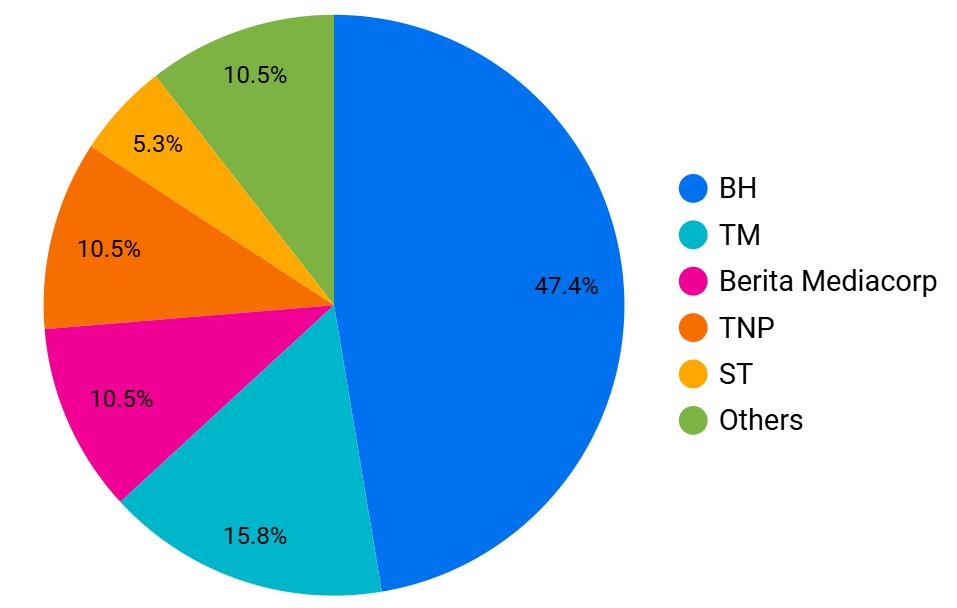 10.5%
5.3%
10.5%
47.4%
10.5%
15.8%
BH
TM
Berita Mediacorp
TNP
ST
Others